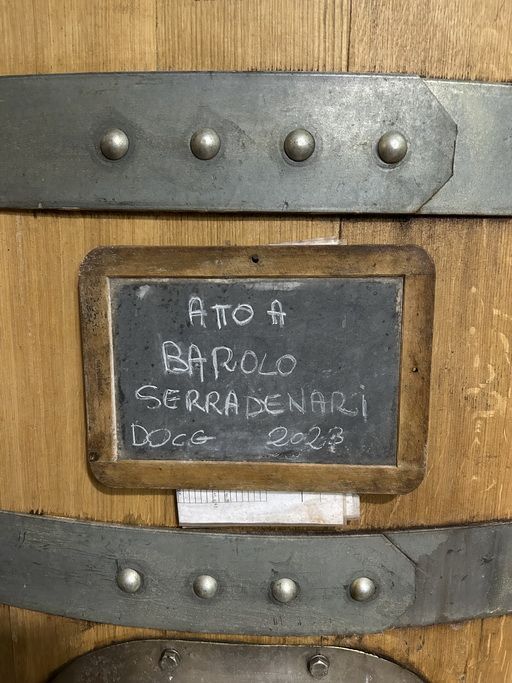 ATTO A
BAROLO
SERRADENARI
DOCG 2023